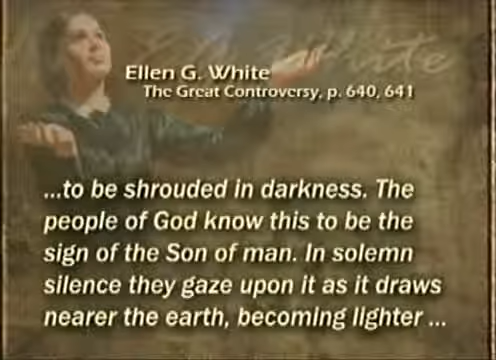 Ellen G. White
The Great Controversy, p. 640, 641
...to be shrouded in darkness. The
people of God know this to be the
sign of the Son of man. In solemn
silence they gaze upon it as it draws
nearer the earth, becoming lighter ...